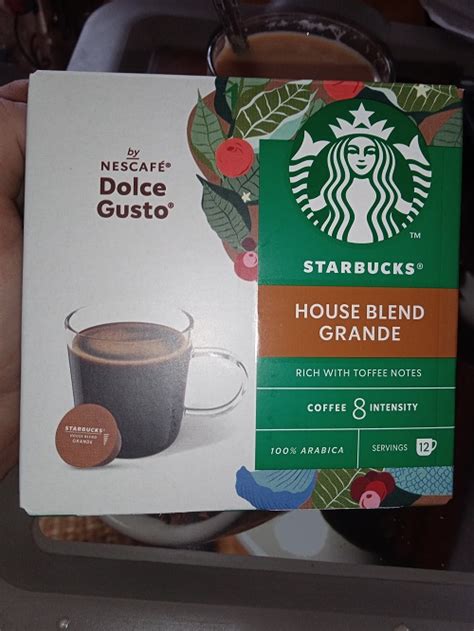 by
NESCAFÉ®
Dolce
Gusto®
TM
STARBUCKS®
HOUSE BLEND
GRANDE
RICH WITH TOFFEE NOTES
COFFEE 8 INTENSITY
100% ARABICA
SERVINGS 12
STARBUCKS
HOUSE BLEND
GRANDE